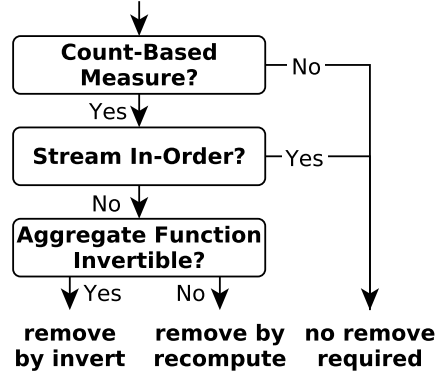 Count-Based
Measure?
No
Yes
Stream In-Order?
Yes
No
Aggregate Function
Invertible?
Yes
No
remove
by invert
remove by
recompute
no remove
required